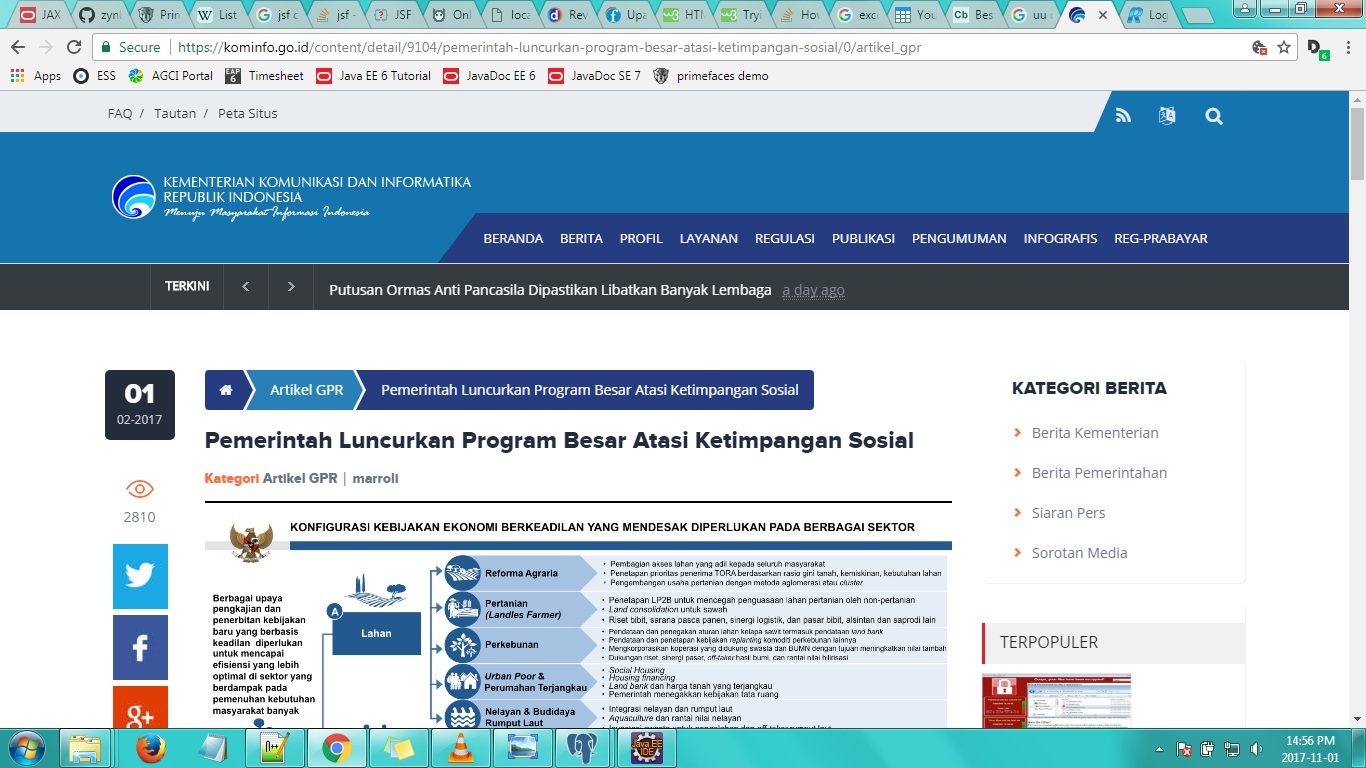 JAX
zynl
Prin
List
jsf c
jsf -
JSF
Onl
loca
Rev
Upa
HTM
Tryi
How
exce
You
Bes
uu
Log
Secure
https://kominfo.go.id/content/detail/9104/pemerintah-luncurkan-program-besar-atasi-ketimpangan-sosial/0/artikel_gpr
Apps ESS AGCI Portal Timesheet Java EE 6 Tutorial JavaDoc EE 6 JavaDoc SE 7 primefaces demo
FAQ / Tautan / Peta Situs
KEMENTERIAN KOMUNIKASI DAN INFORMATIKA
REPUBLIK INDONESIA
Menuju Masyarakat Informasi Indonesia
BERANDA BERITA PROFIL LAYANAN REGULASI PUBLIKASI PENGUMUMAN INFOGRAFIS REG-PRABAYAR
TERKINI < > Putusan Ormas Anti Pancasila Dipastikan Libatkan Banyak Lembaga a day ago
01
02-2017
2810
Artikel GPR Pemerintah Luncurkan Program Besar Atasi Ketimpangan Sosial
Pemerintah Luncurkan Program Besar Atasi Ketimpangan Sosial
Kategori Artikel GPR | marroli
KONFIGURASI KEBIJAKAN EKONOMI BERKEADILAN YANG MENDESAK DIPERLUKAN PADA BERBAGAI SEKTOR
Berbagai upaya
pengkajian dan
penerbitan kebijakan
baru yang berbasis
keadilan diperlukan
untuk mencapai
efisiensi yang lebih
optimal di sektor yang
berdampak pada
pemenuhan kebutuhan
masyarakat banyak
A
Lahan
Reforma Agraria
• Pembagian akses lahan yang adil kepada seluruh masyarakat
• Penetapan prioritas penerima TORA berdasarkan rasio gini tanah, kemiskinan, kebutuhan lahan
• Pengembangan usaha pertanian dengan metoda aglomerasi atau cluster
Pertanian
(Landles Farmer)
• Penetapan LP2B untuk mencegah penguasaan lahan pertanian oleh non-pertanian
• Land consolidation untuk sawah
• Riset bibit, sarana pasca panen, sinergi logistik, dan pasar bibit, alsintan dan saprodi lain
Perkebunan
• Pendataan dan penegakan aturan lahan kelapa sawit termasuk pendataan land bank
• Pendataan dan penetapan kebijakan replanting komoditi perkebunan lainnya
• Mengkorporasikan koperasi yang didukung swasta dan BUMN dengan tujuan meningkatkan nilai tambah
• Dukungan riset, sinergi pasar, off-taker hasil bumi, dan rantai nilai hilirisasi
Urban Poor &
Perumahan Terjangkau
• Social Housing
• Housing financing
• Land bank dan harga tanah yang terjangkau
• Pemerintah menegakkan kebijakan tata ruang
Nelayan & Budidaya
Rumput Laut
• Integrasi nelayan dan rumput laut
• Aquaculture dan rantai nilai nelayan
KATEGORI BERITA
Berita Kementerian
Berita Pemerintahan
Siaran Pers
Sorotan Media
TERPOPULER
Java EE
IDE
14:56 PM
2017-11-01